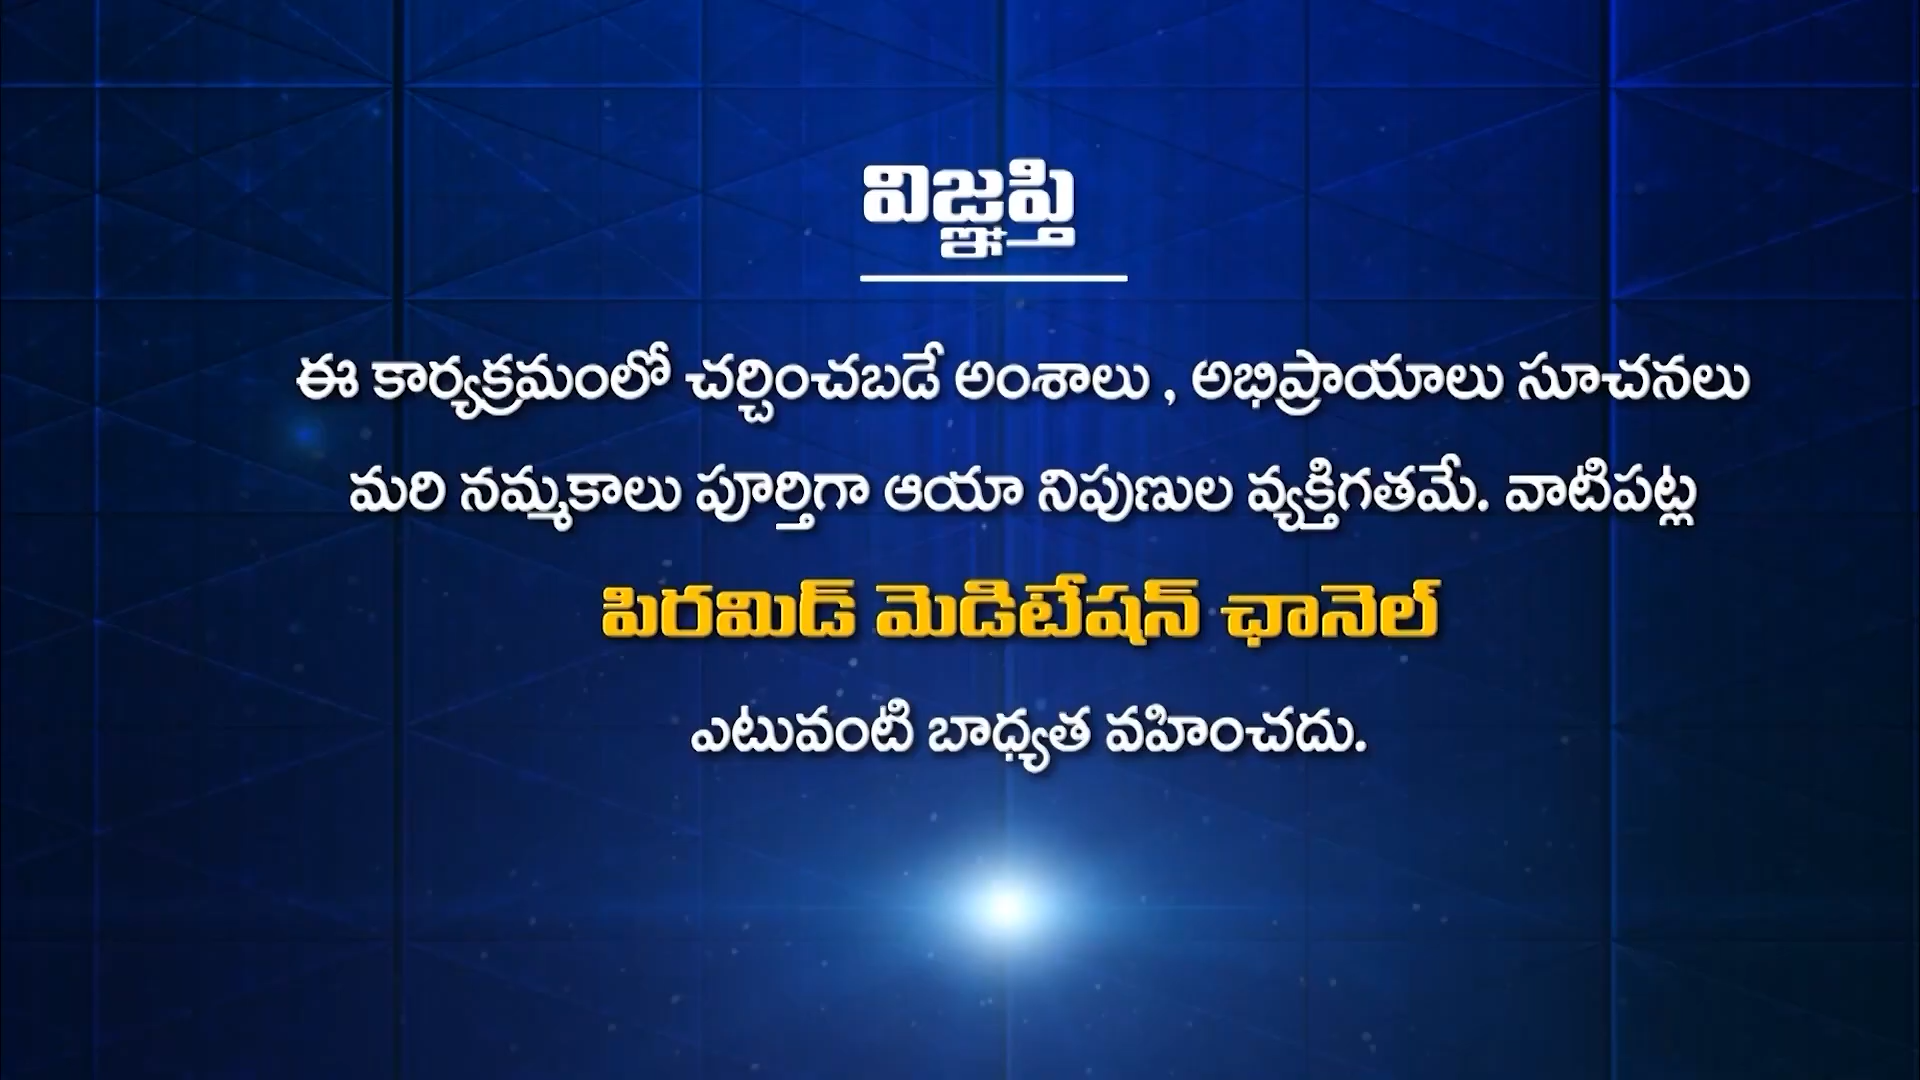 విజ్ఞప్తి
ఈ కార్యక్రమంలో చర్చించబడే అంశాలు , అభిప్రాయాలు సూచనలు
మరి నమ్మకాలు పూర్తిగా ఆయా నిపుణుల వ్యక్తిగతమే. వాటిపట్ల
పిరమిడ్ మెడిటేషన్ ఛానెల్
ఎటువంటి బాధ్యత వహించదు.